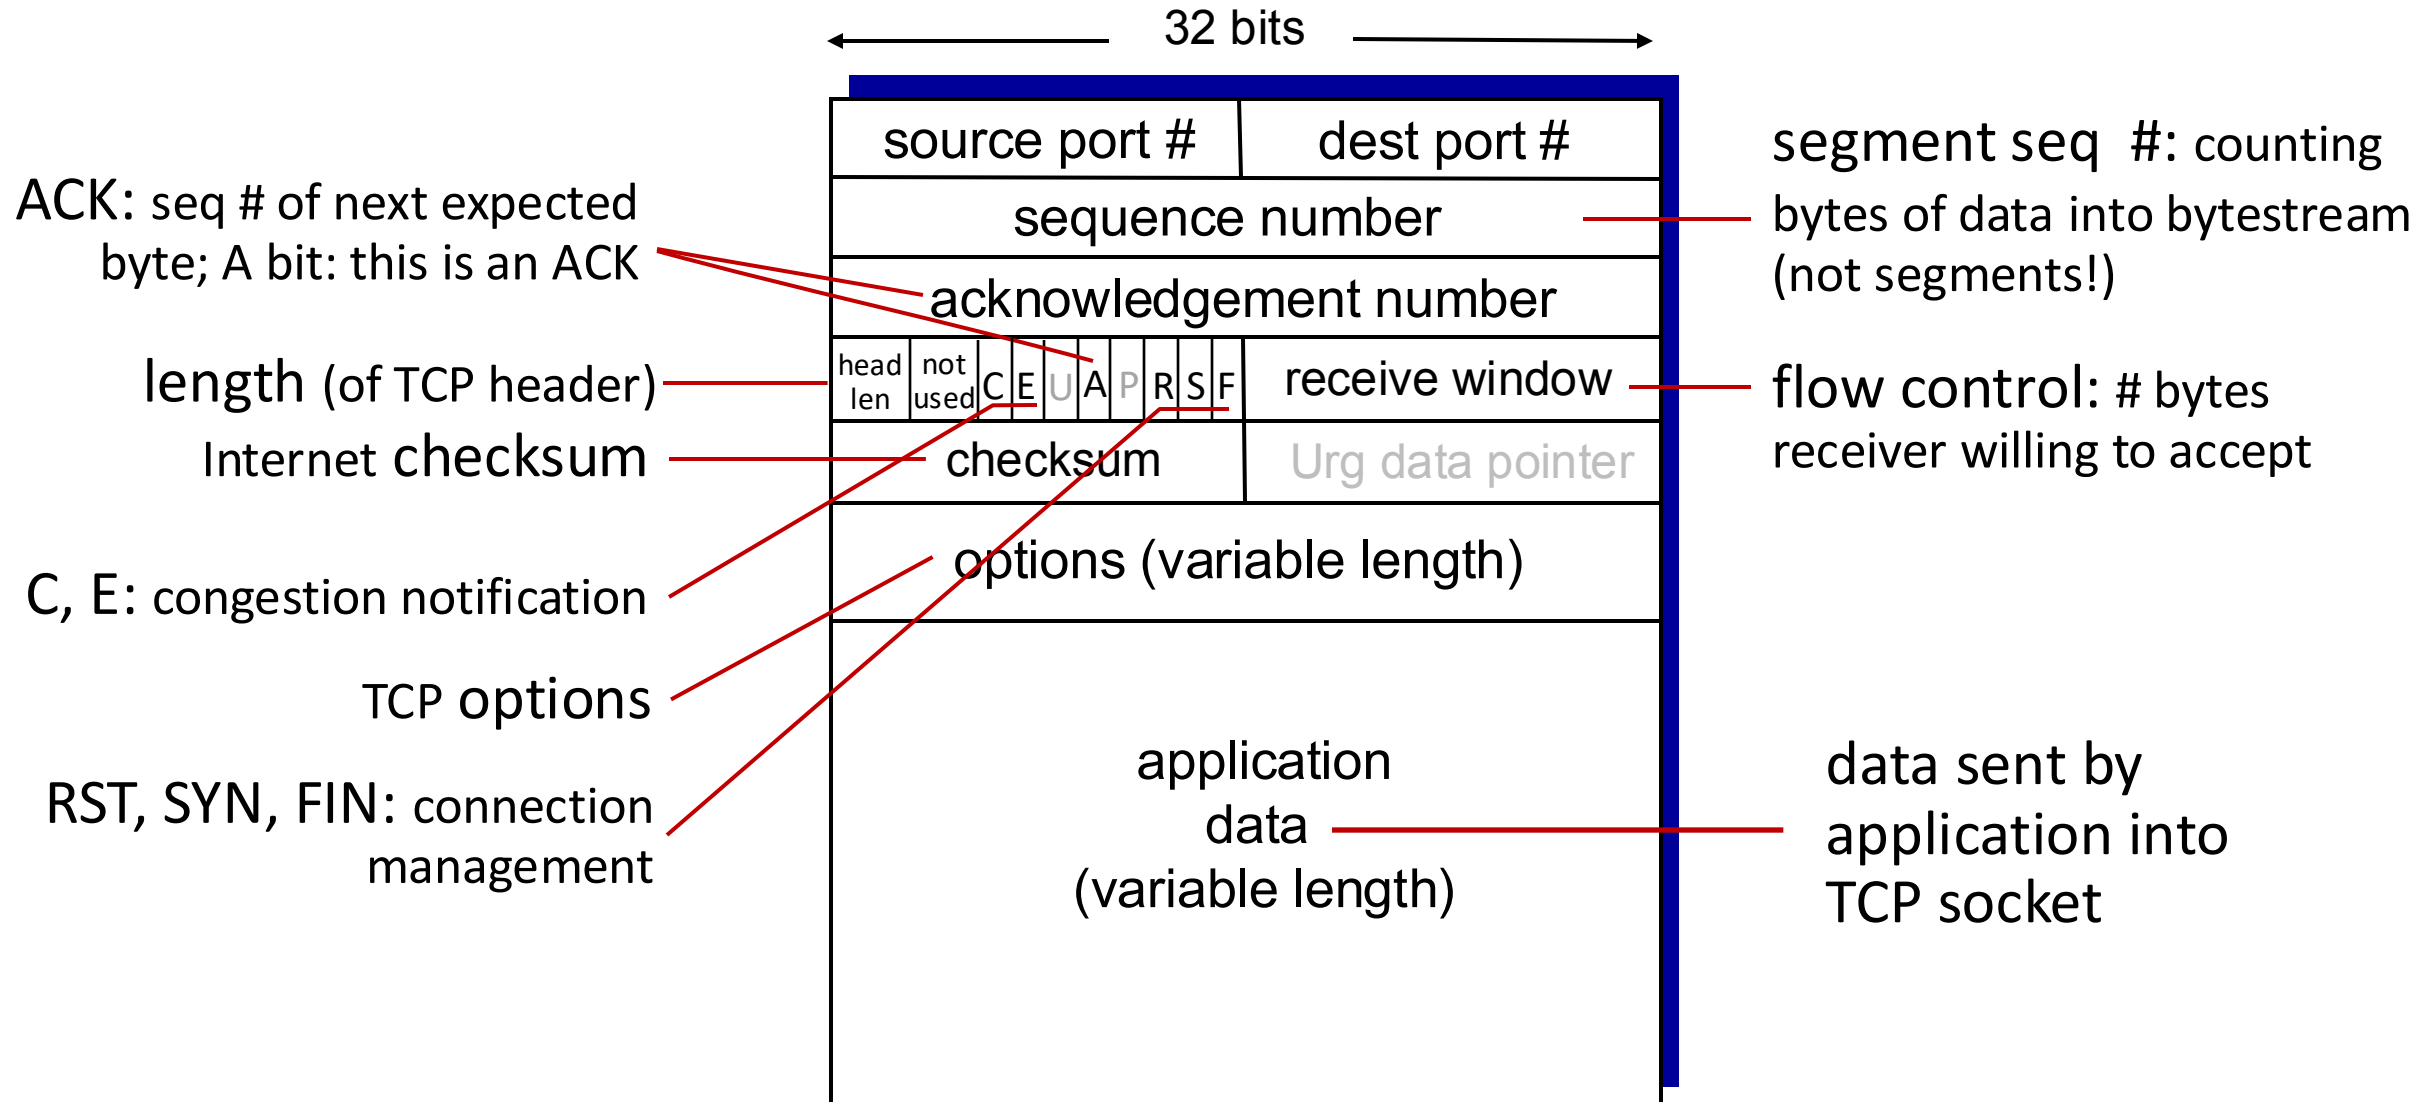 32 bits
source port #
dest port #
sequence number
acknowledgement number
head
len
not
used
C
E
U
A
P
R
S
F
receive window
checksum
Urg data pointer
options (variable length)
application
data
(variable length)
ACK: seq # of next expected
byte; A bit: this is an ACK
length (of TCP header)
Internet checksum
C, E: congestion notification
TCP options
RST, SYN, FIN: connection
management
segment seq #: counting
bytes of data into bytestream
(not segments!)
flow control: # bytes
receiver willing to accept
data sent by
application into
TCP socket